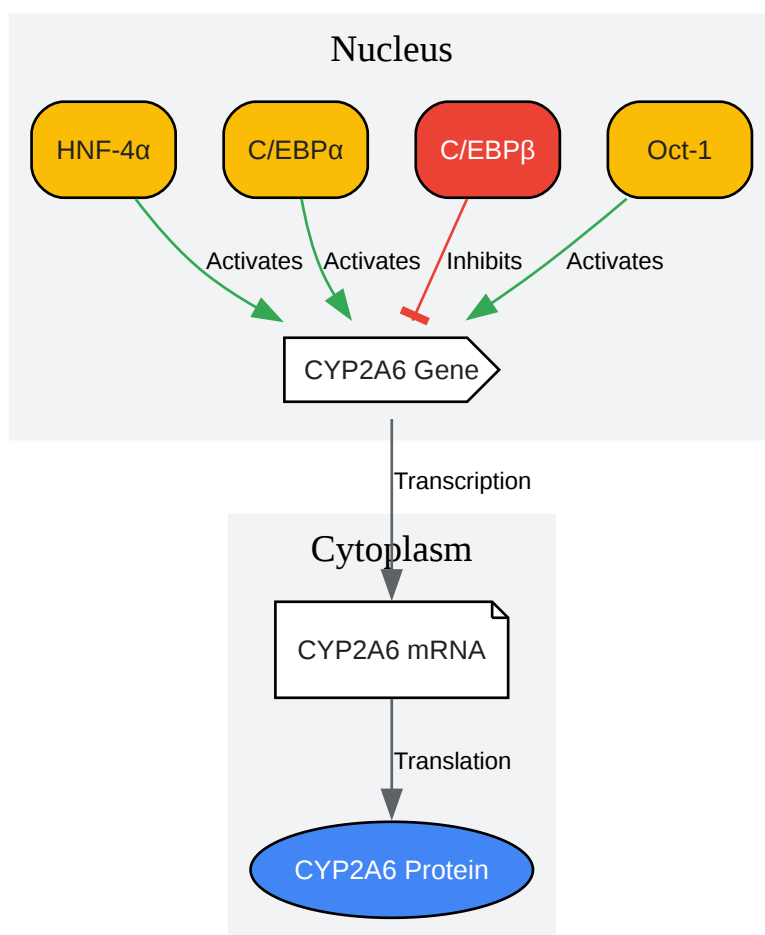 Nucleus
HNF-4α
C/EBPα
C/EBPβ
Oct-1
Activates
Activates
Inhibits
Activates
CYP2A6 Gene
Transcription
Cytoplasm
CYP2A6 mRNA
Translation
CYP2A6 Protein